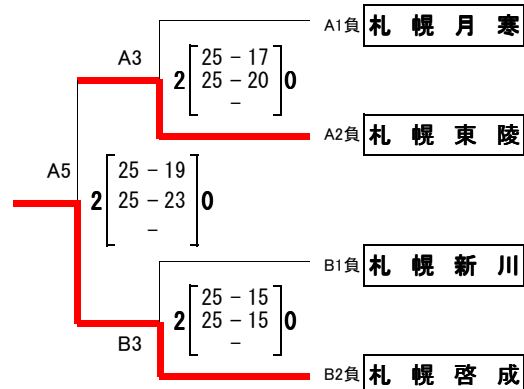 A1負 札 幌 月 寒
A3
2 25 - 17 0
25 - 20
-
A2負 札 幌 東 陵
A5
2 25 - 19 0
25 - 23
-
B1負 札 幌 新 川
2 25 - 15 0
25 - 15
-
B3
B2負 札 幌 啓 成